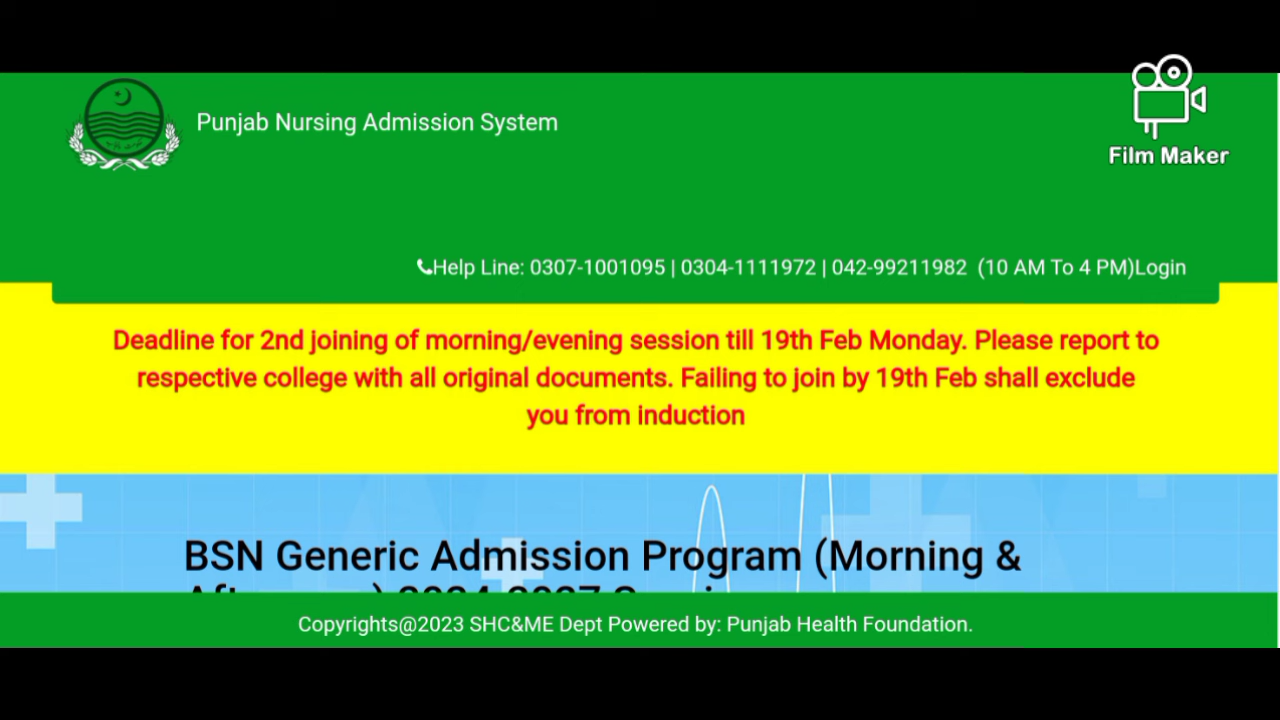 Punjab Nursing Admission System
Film Maker
Help Line: 0307-1001095 | 0304-1111972 | 042-99211982 (10 AM To 4 PM)Login
Deadline for 2nd joining of morning/evening session till 19th Feb Monday. Please report to
respective college with all original documents. Failing to join by 19th Feb shall exclude
you from induction
BSN Generic Admission Program (Morning &
Copyrights@2023 SHC&ME Dept Powered by: Punjab Health Foundation.